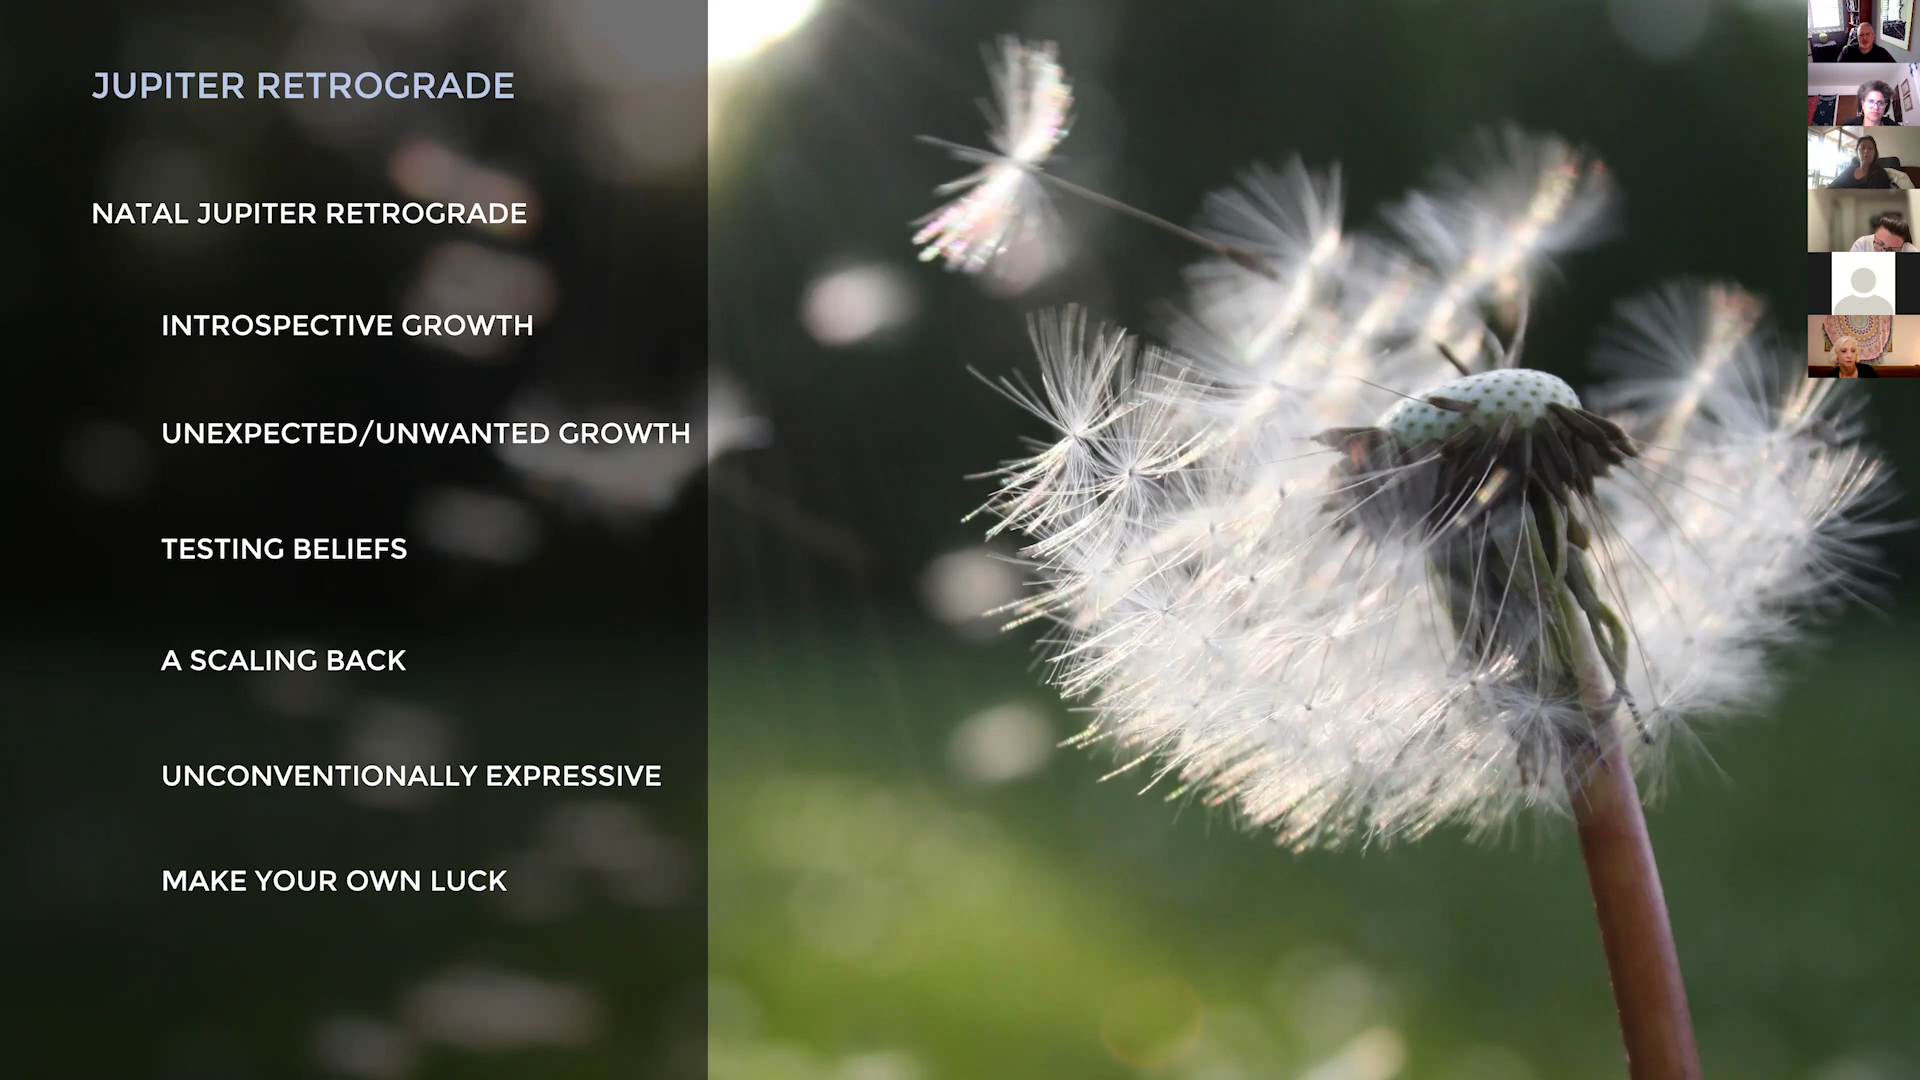 JUPITER RETROGRADE
NATAL JUPITER RETROGRADE
INTROSPECTIVE GROWTH
UNEXPECTED/UNWANTED GROWTH
TESTING BELIEFS
A SCALING BACK
UNCONVENTIONALLY EXPRESSIVE
MAKE YOUR OWN LUCK